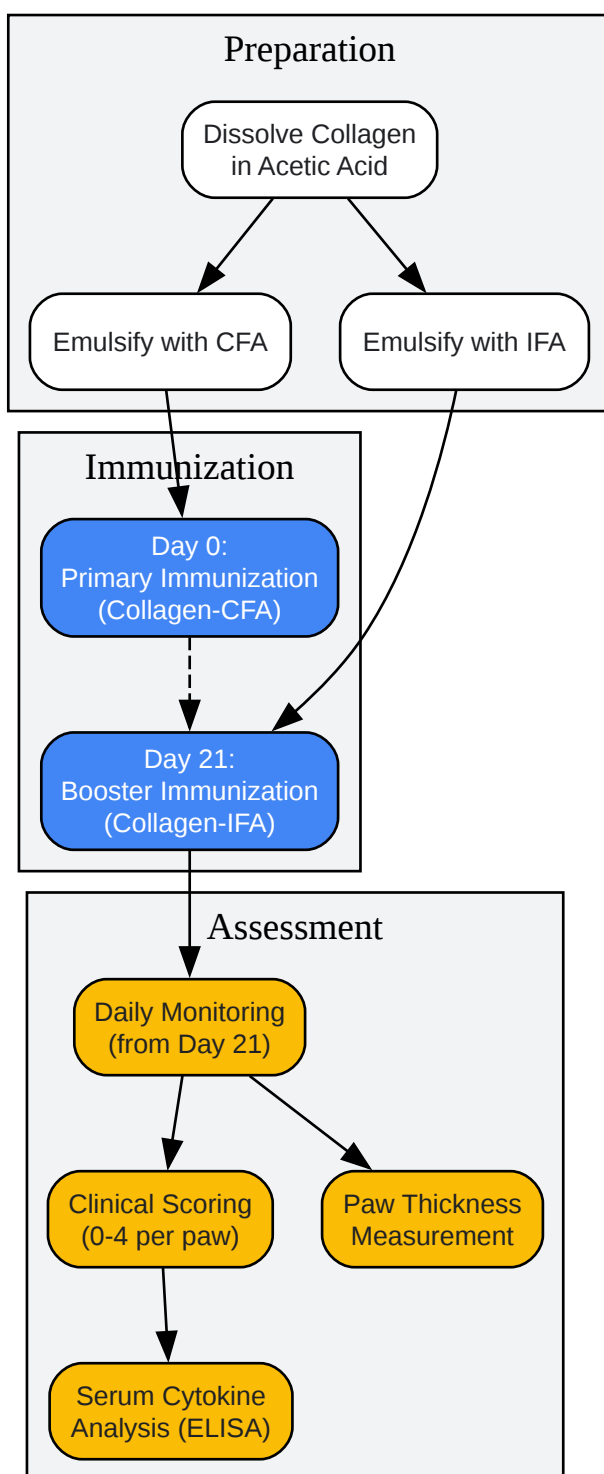 Preparation
Dissolve Collagen
in Acetic Acid
Emulsify with CFA
Emulsify with IFA
Immunization
Day 0:
Primary Immunization
(Collagen-CFA)
Day 21:
Booster Immunization
(Collagen-IFA)
Assessment
Daily Monitoring
(from Day 21)
Clinical Scoring
(0-4 per paw)
Paw Thickness
Measurement
Serum Cytokine
Analysis (ELISA)